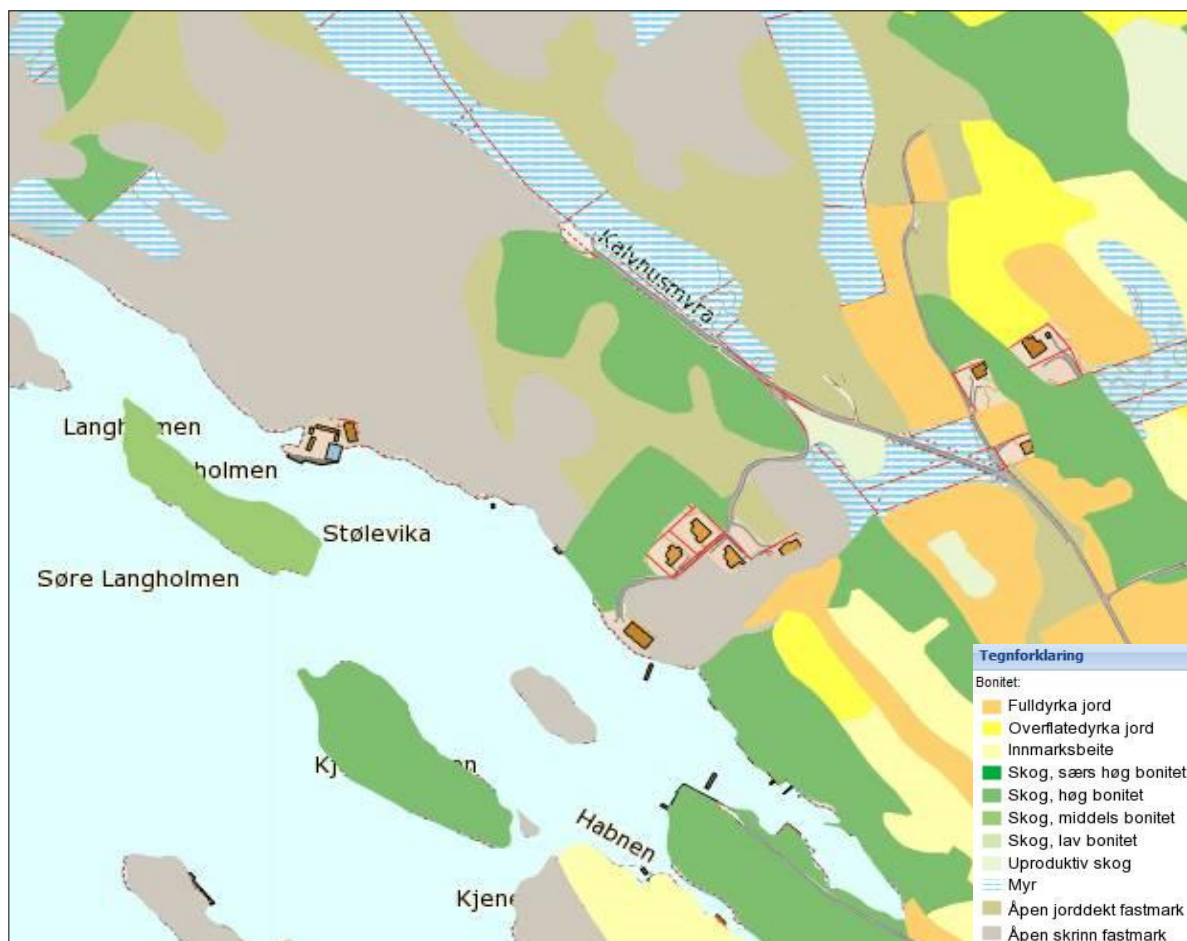 Kalvhusmyra
Langholmen
holmen
Stølevika
Søre Langholmen
Habnen
Tegnforklaring
Bonitet:
Fulldyrka jord
Overflatedyrka jord
Innmarksbeite
Skog, særs høg bonitet
Skog, høg bonitet
Skog, middels bonitet
Skog, lav bonitet
Uproduktiv skog
Myr
Åpen jorddekt fastmark
Åpen skrinn fastmark